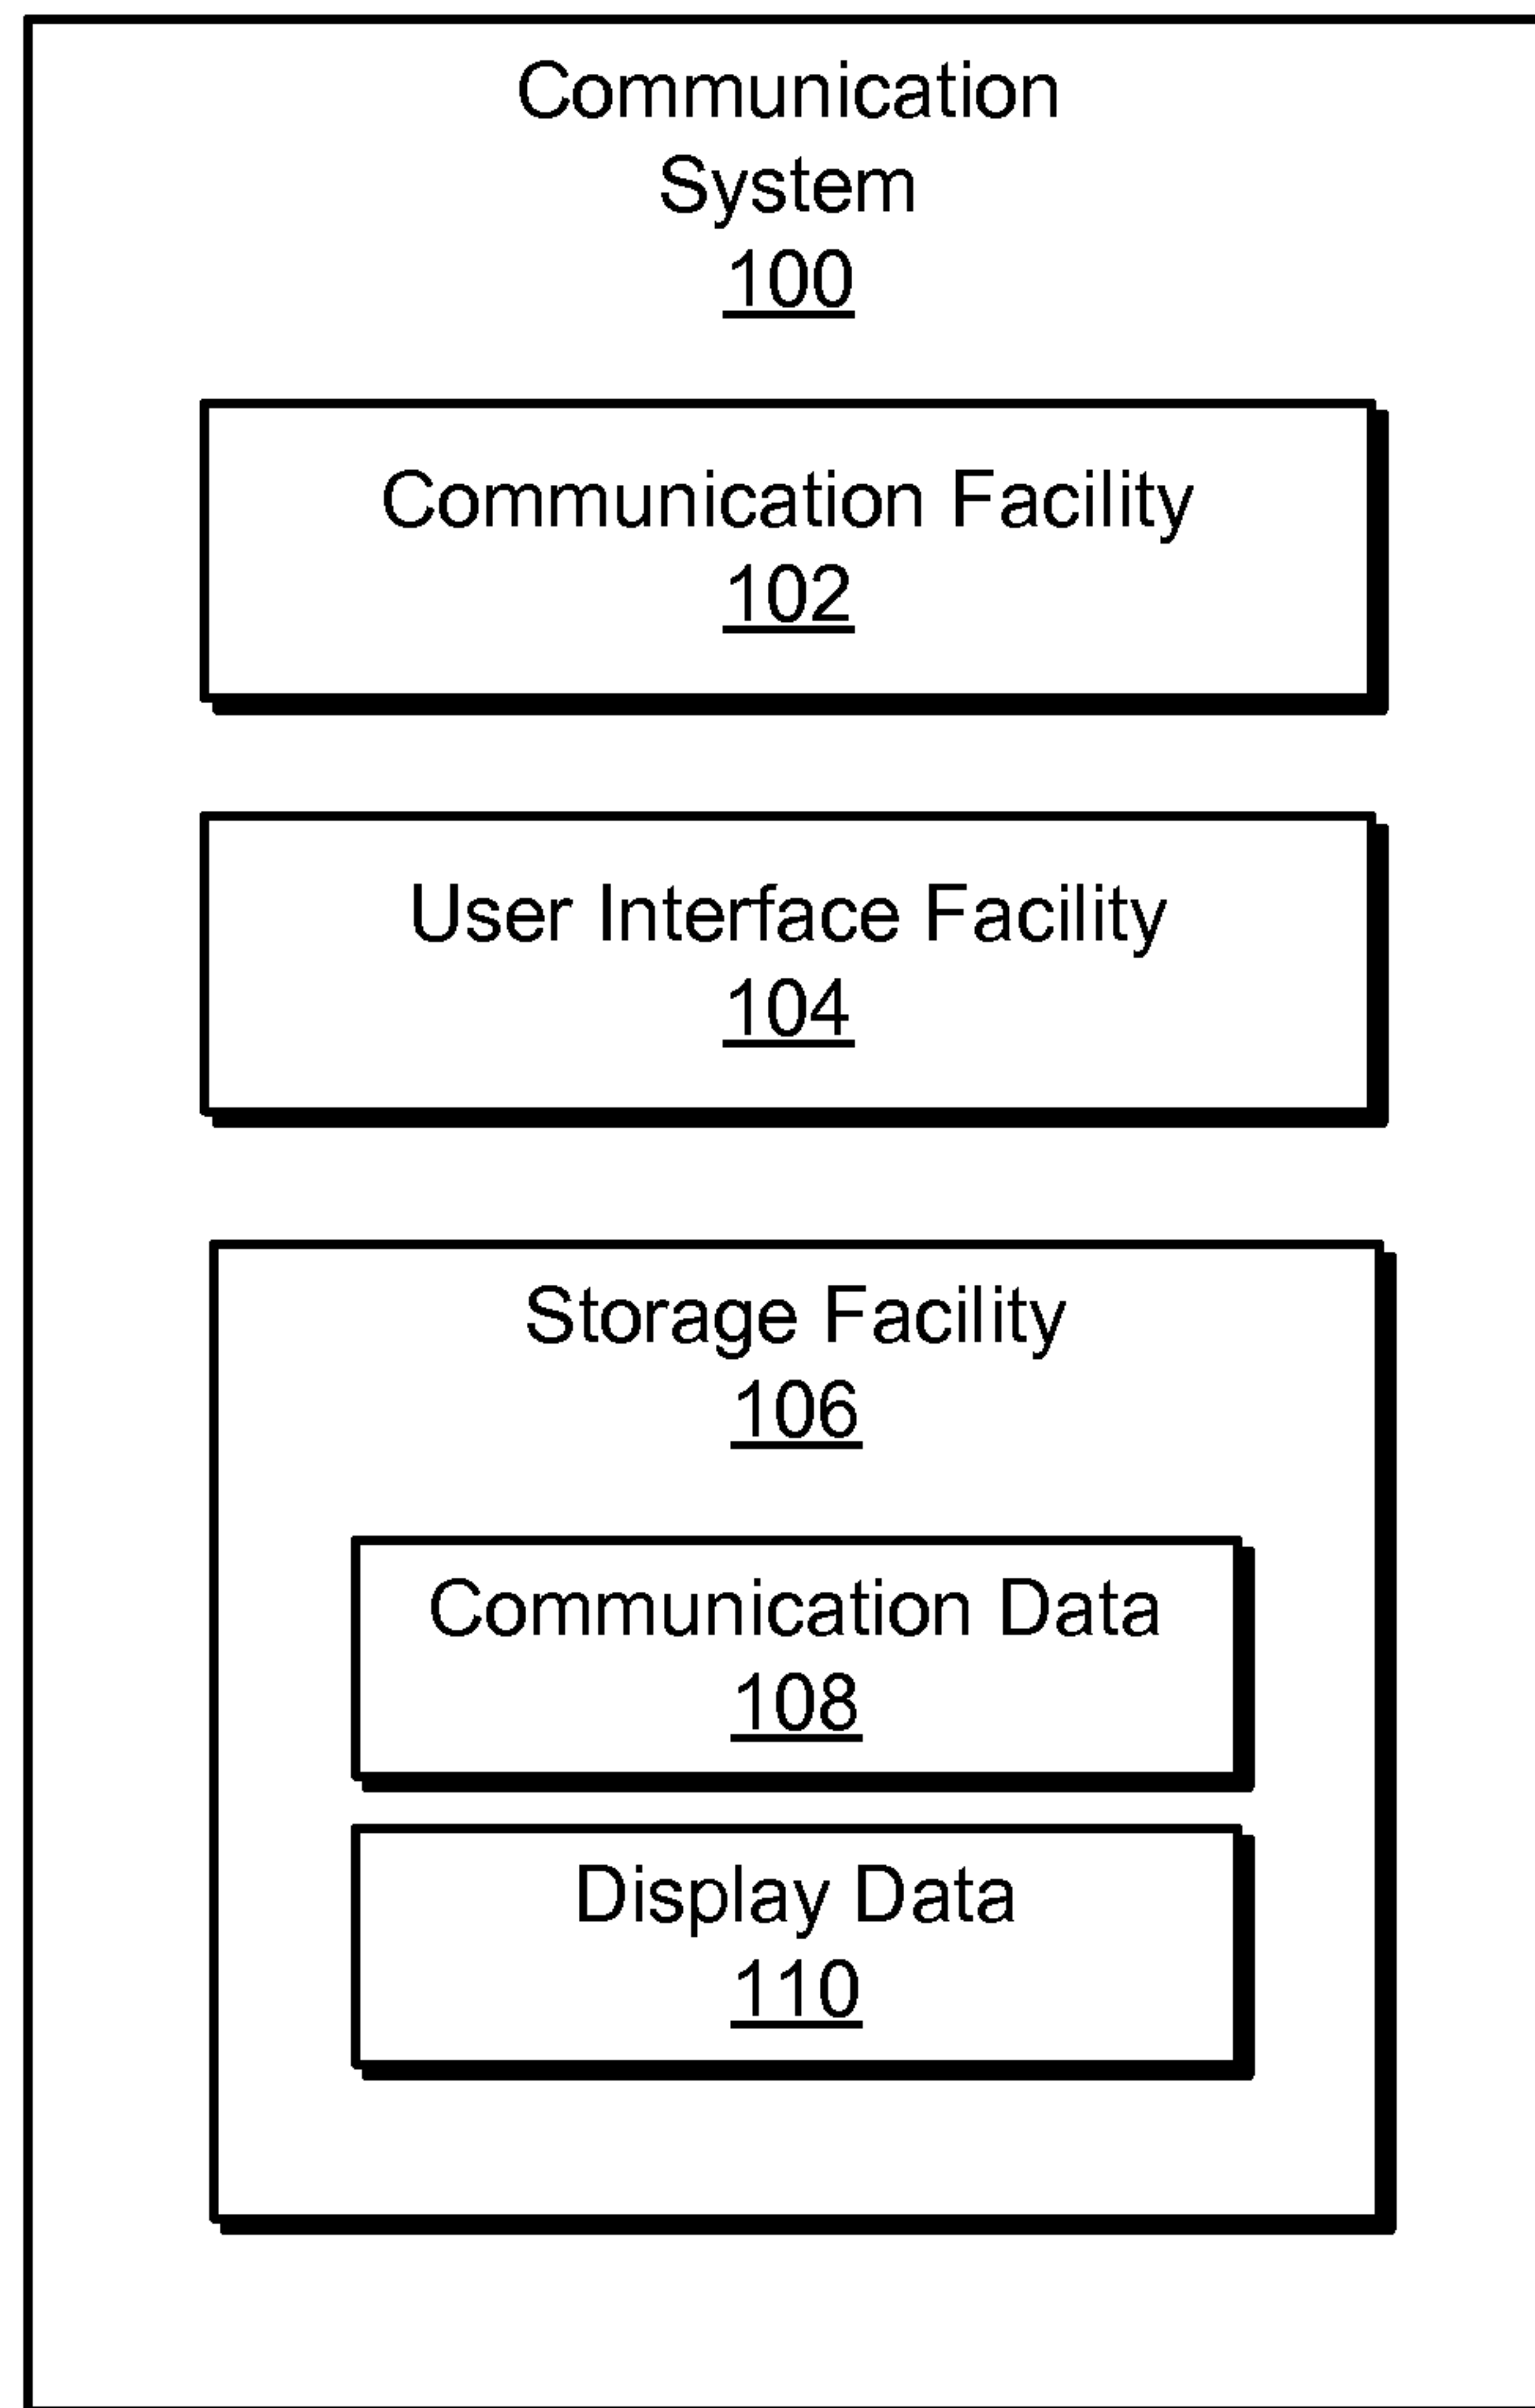 Communication
System
100
Communication Facility
102
User Interface Facility
104
Storage Facility
106
Communication Data
108
Display Data
110